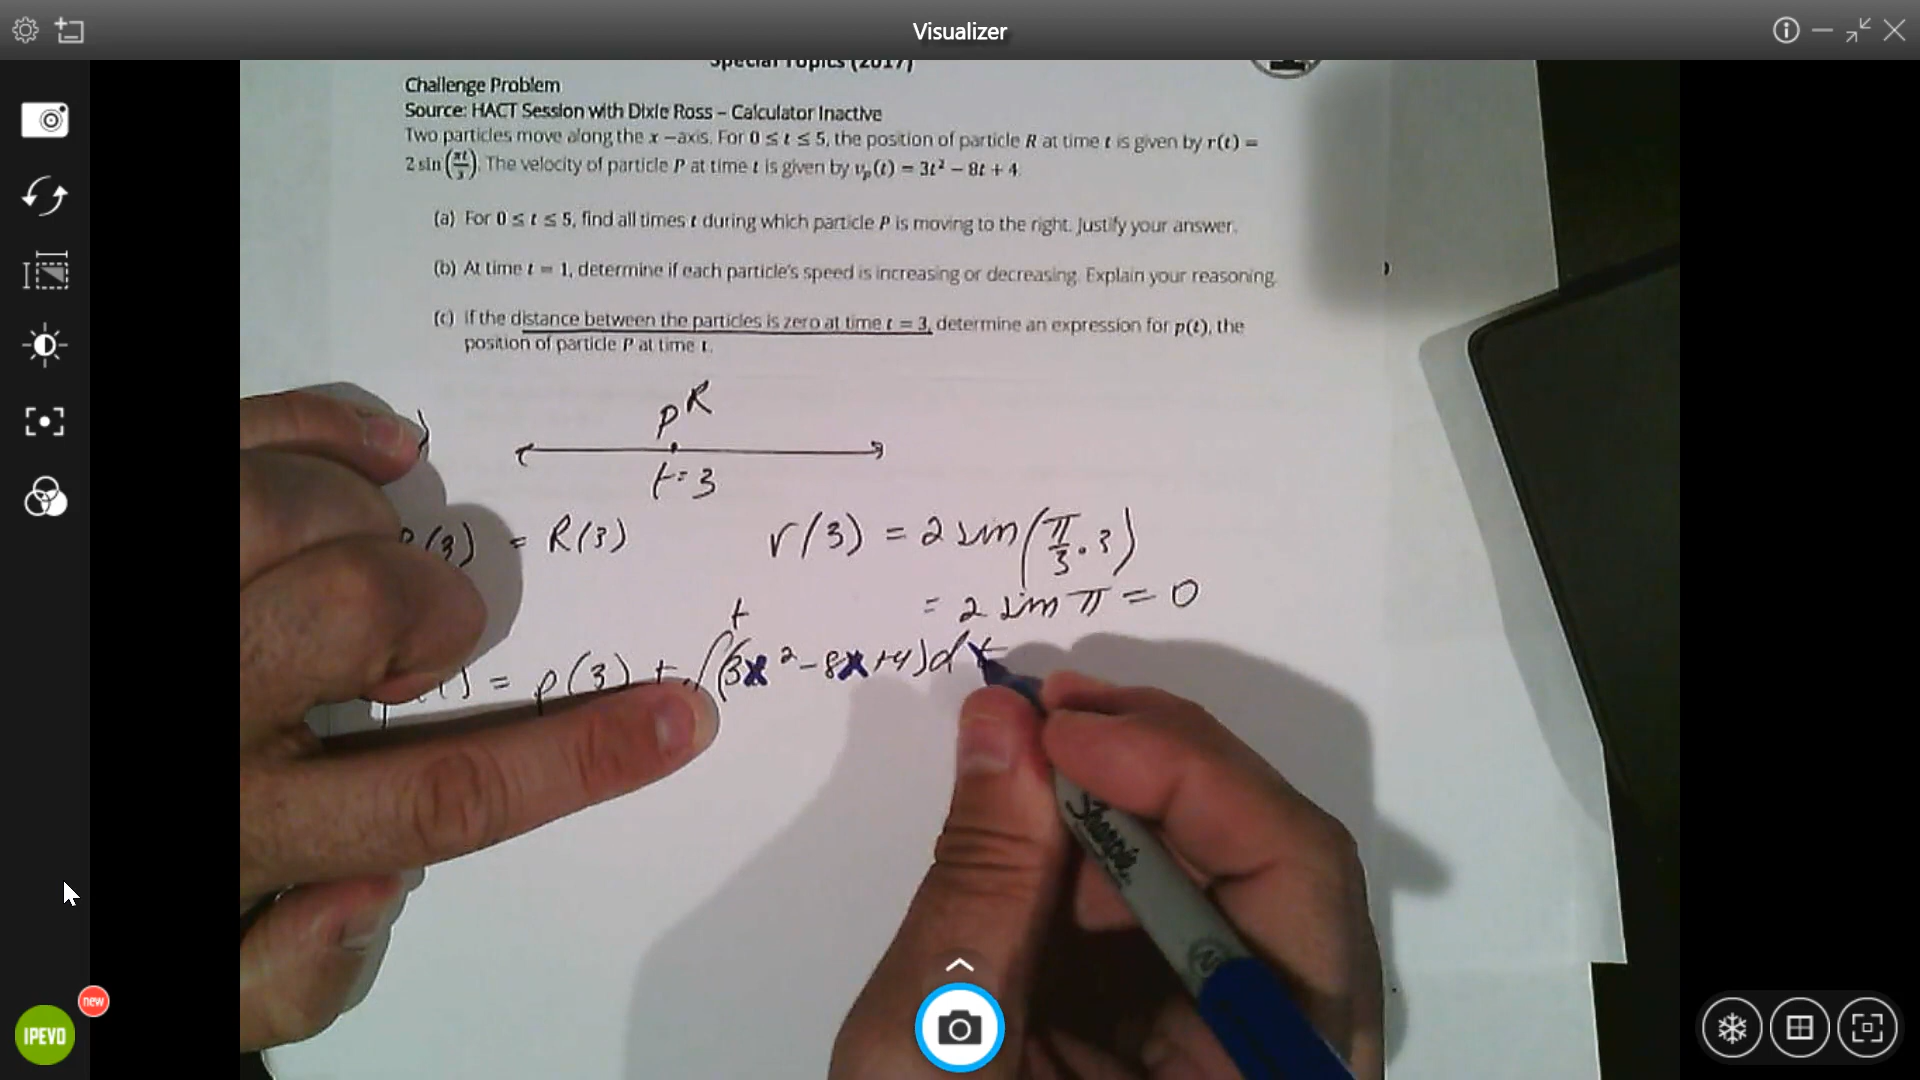 Visualizer
Special Topics (2017)
Challenge Problem
Source: HACT Session with Dixie Ross – Calculator Inactive
Two particles move along the x –axis. For 0 ≤ t ≤ 5, the position of particle R at time t is given by r(t) =
2 sin(πt/3). The velocity of particle P at time t is given by vₚ(t) = 3t² – 8t + 4.
(a) For 0 ≤ t ≤ 5, find all times t during which particle P is moving to the right. Justify your answer.
(b) At time t = 1, determine if each particle's speed is increasing or decreasing. Explain your reasoning.
(c) If the distance between the particles is zero at time t = 3, determine an expression for p(t), the
position of particle P at time t.
P R
t = 3
P(3) = R(3)
r(3) = 2 sin(π/3 · 3)
= 2 sin π = 0
t
(t) = p(3) + ∫(3x² - 8x + 4) d
Sharpie
IPEVO
new